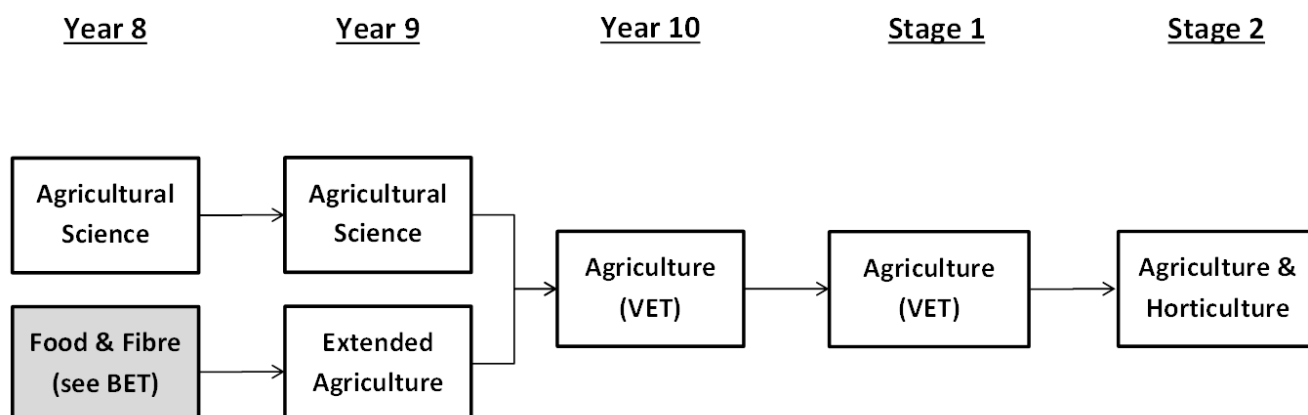 Year 8
Year 9
Year 10
Stage 1
Stage 2
Agricultural
Science
Agricultural
Science
Food & Fibre
(see BET)
Extended
Agriculture
Agriculture
(VET)
Agriculture
(VET)
Agriculture &
Horticulture